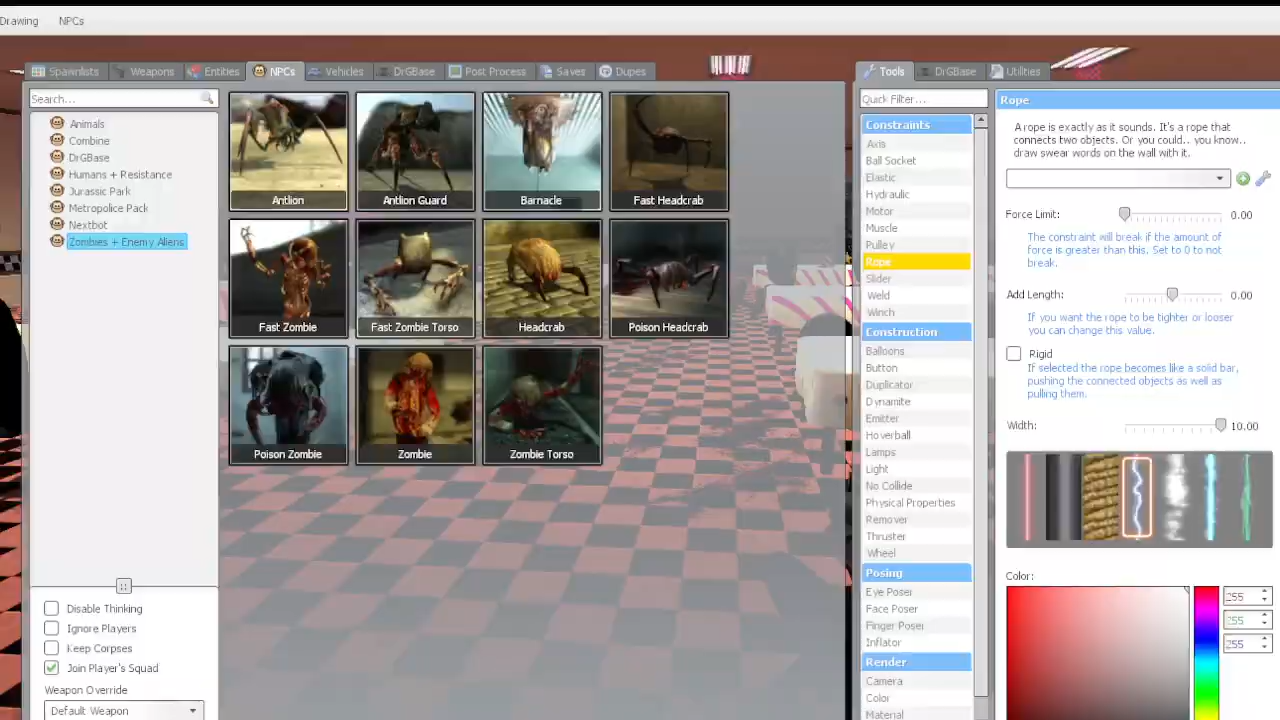 Drawing NPCs
Spawnlists Weapons Entities NPCs Vehicles DrGBase Post Process Saves Dupes
Search...
Animals
Combine
DrGBase
Humans + Resistance
Jurassic Park
Metropolice Pack
Nextbot
Zombies + Enemy Aliens
Antlion
Antlion Guard
Barnacle
Fast Headcrab
Fast Zombie
Fast Zombie Torso
Headcrab
Poison Headcrab
Poison Zombie
Zombie
Zombie Torso
Disable Thinking
Ignore Players
Keep Corpses
Join Player's Squad
Weapon Override
Default Weapon
Tools DrGBase Utilities
Quick Filter...
Constraints
Axis
Ball Socket
Elastic
Hydraulic
Motor
Muscle
Pulley
Rope
Slider
Weld
Winch
Construction
Balloons
Button
Duplicator
Dynamite
Emitter
Hoverball
Lamps
Light
No Collide
Physical Properties
Remover
Thruster
Wheel
Posing
Eye Poser
Face Poser
Finger Poser
Inflator
Render
Camera
Color
Material
Rope
A rope is exactly as it sounds. It's a rope that
connects two objects. Or you could.. you know..
draw swear words on the wall with it.
Force Limit: 0.00
The constraint will break if the amount of
force is greater than this. Set to 0 to not
break.
Add Length: 0.00
If you want the rope to be tighter or looser
you can change this value.
Rigid
If selected the rope becomes like a solid bar,
pushing the connected objects as well as
pulling them.
Width: 10.00
Color:
255
255
255